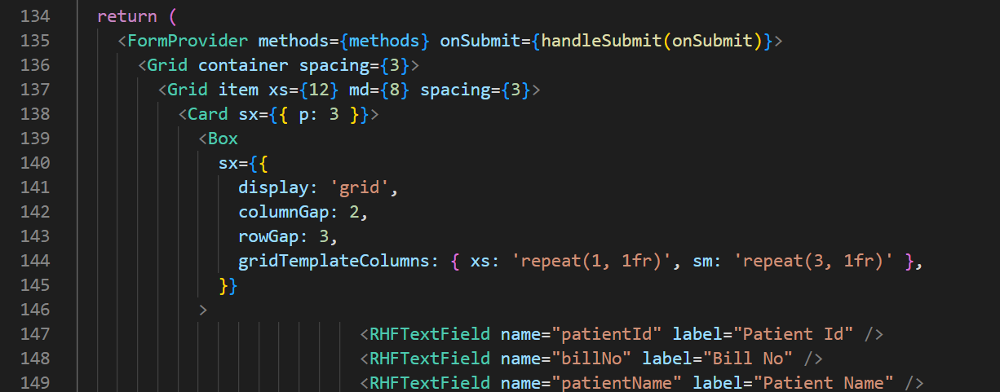 134 return (
135 <FormProvider methods={methods} onSubmit={handleSubmit(onSubmit)}>
136 <Grid container spacing={3}>
137 <Grid item xs={12} md={8} spacing={3}>
138 <Card sx={{ p: 3 }}>
139 <Box
140 sx={{
141 display: 'grid',
142 columnGap: 2,
143 rowGap: 3,
144 gridTemplateColumns: { xs: 'repeat(1, 1fr)', sm: 'repeat(3, 1fr)' },
145 }}
146 >
147 <RHFTextField name="patientId" label="Patient Id" />
148 <RHFTextField name="billNo" label="Bill No" />
149 <RHFTextField name="patientName" label="Patient Name" />